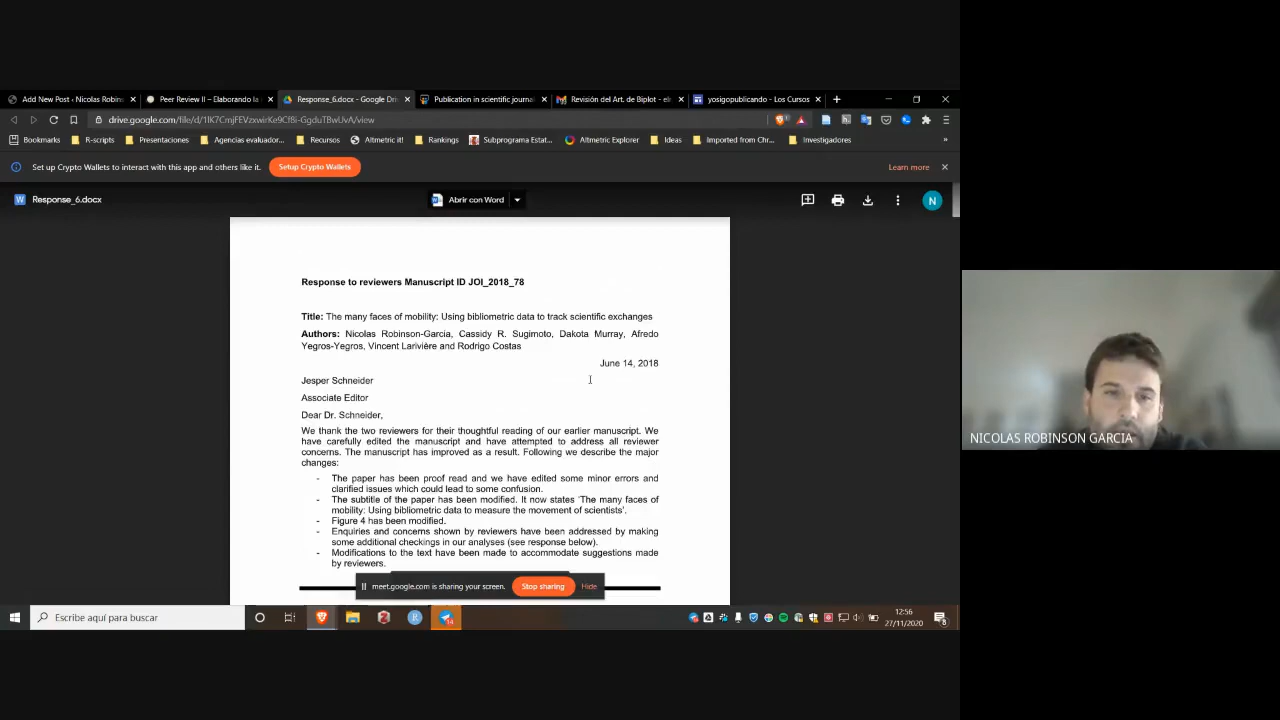 Add New Post ‹ Nicolas Robins
Peer Review II – Elaborando la
Response_6.docx - Google Dri
Publication in scientific journa
Revisión del Art. de Biplot - eln
yosigopublicando - Los Cursos
drive.google.com/file/d/1IK7CmjFEVzxwirKe9Cf8i-GgduTBwUvA/view
Bookmarks
R-scripts
Presentaciones
Agencias evaluador...
Recursos
Altmetric it!
Rankings
Subprograma Estat...
Altmetric Explorer
Ideas
Imported from Chr...
Investigadores
Set up Crypto Wallets to interact with this app and others like it.
Setup Crypto Wallets
Learn more
Response_6.docx
Abrir con Word
N
Response to reviewers Manuscript ID JOI_2018_78
Title: The many faces of mobility: Using bibliometric data to track scientific exchanges
Authors: Nicolas Robinson-Garcia, Cassidy R. Sugimoto, Dakota Murray, Alfredo
Yegros-Yegros, Vincent Larivière and Rodrigo Costas
June 14, 2018
Jesper Schneider
Associate Editor
Dear Dr. Schneider,
We thank the two reviewers for their thoughtful reading of our earlier manuscript. We
have carefully edited the manuscript and have attempted to address all reviewer
concerns. The manuscript has improved as a result. Following we describe the major
changes:
- The paper has been proof read and we have edited some minor errors and
clarified issues which could lead to some confusion.
- The subtitle of the paper has been modified. It now states 'The many faces of
mobility: Using bibliometric data to measure the movement of scientists'.
- Figure 4 has been modified.
- Enquiries and concerns shown by reviewers have been addressed by making
some additional checkings in our analyses (see response below).
- Modifications to the text have been made to accommodate suggestions made
by reviewers.
meet.google.com is sharing your screen.
Stop sharing
Hide
NICOLAS ROBINSON GARCIA
Escribe aquí para buscar
14
12:56
27/11/2020